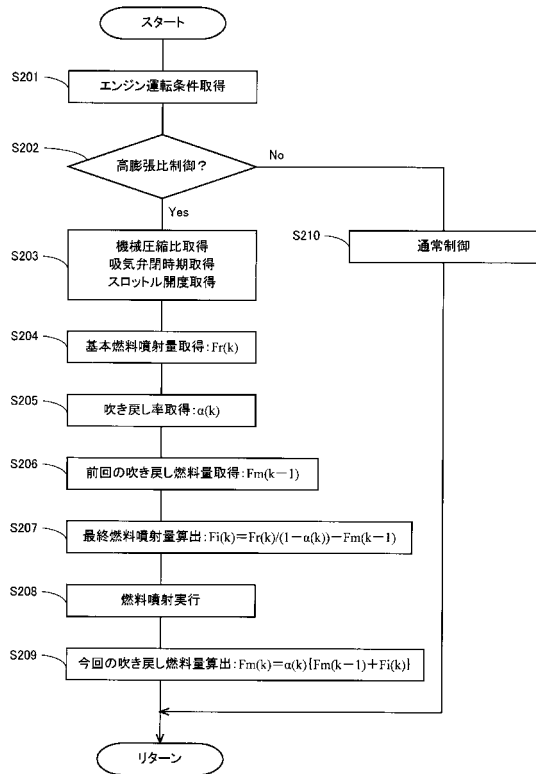 スタート
S201
エンジン運転条件取得
S202
高膨張比制御?
No
Yes
S203
機械圧縮比取得
吸気弁閉時期取得
スロットル開度取得
S210
通常制御
S204
基本燃料噴射量取得:Fr(k)
S205
吹き戻し率取得:α(k)
S206
前回の吹き戻し燃料量取得:Fm(k−1)
S207
最終燃料噴射量算出:Fi(k)=Fr(k)/(1−α(k))−Fm(k−1)
S208
燃料噴射実行
S209
今回の吹き戻し燃料量算出:Fm(k)=α(k){Fm(k−1)+Fi(k)}
リターン